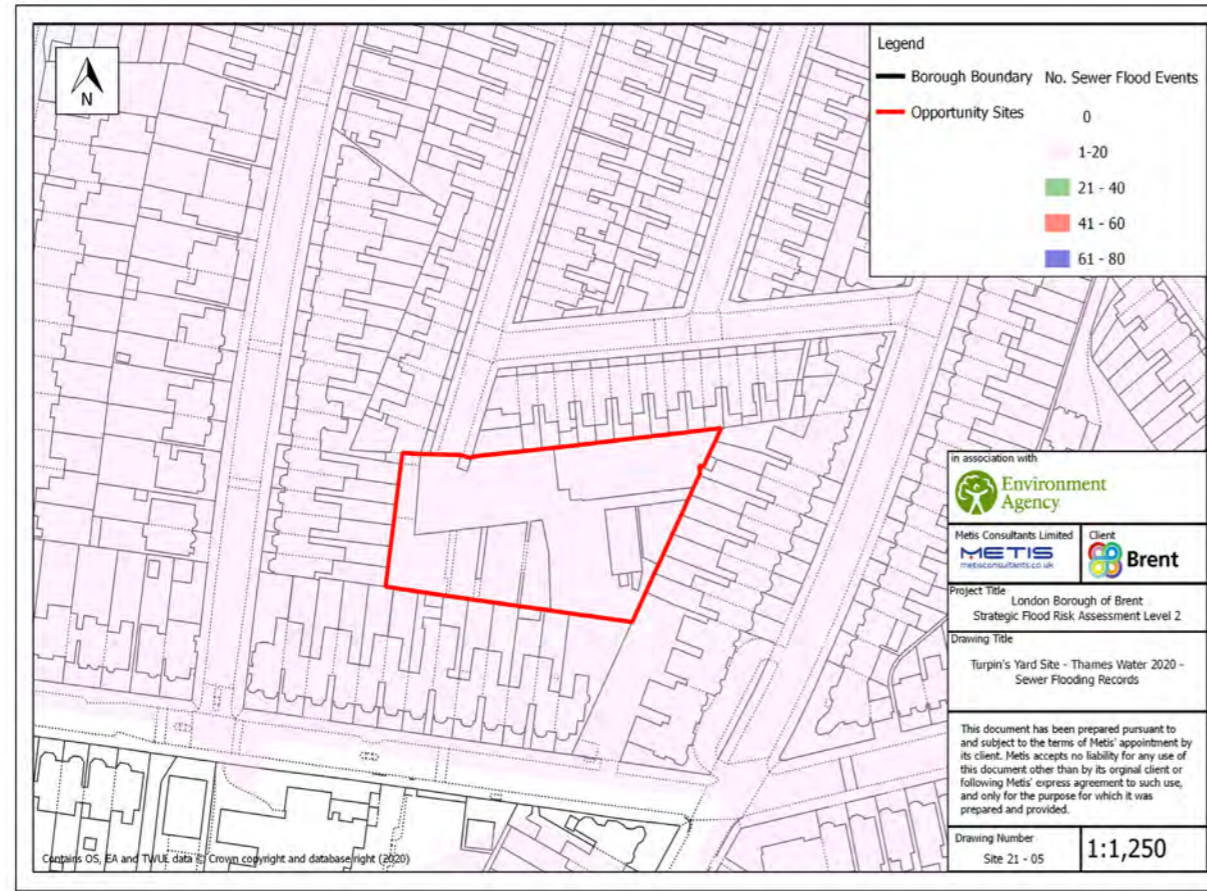 N
Legend
Borough Boundary
Opportunity Sites
No. Sewer Flood Events
0
1-20
21 - 40
41 - 60
61 - 80
in association with
Environment
Agency
Metis Consultants Limited
METIS
metisconsultants.co.uk
Client
Brent
Project Title
London Borough of Brent
Strategic Flood Risk Assessment Level 2
Drawing Title
Turpin's Yard Site - Thames Water 2020 -
Sewer Flooding Records
This document has been prepared pursuant to
and subject to the terms of Metis' appointment by
its client. Metis accepts no liability for any use of
this document other than by its orginal client or
following Metis' express agreement to such use,
and only for the purpose for which it was
prepared and provided.
Drawing Number
Site 21 - 05
1:1,250
Contains OS, EA and TWUL data © Crown copyright and database right (2020)